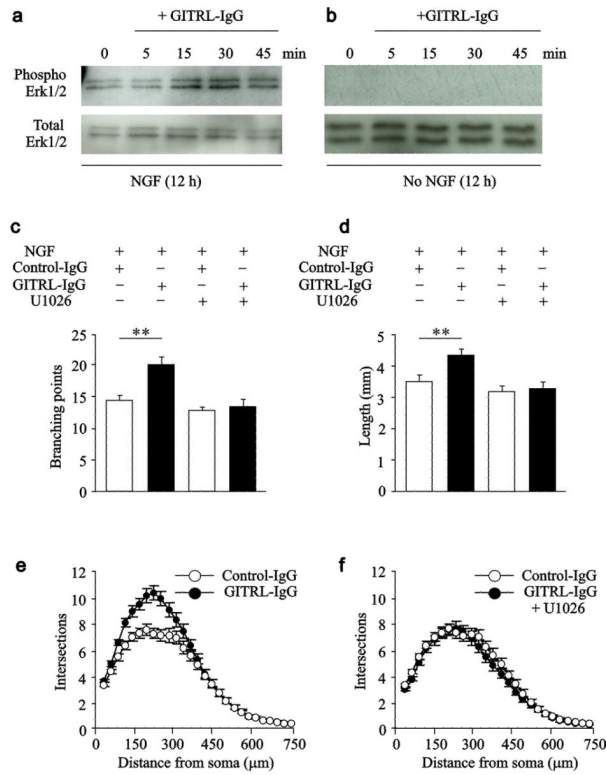 a
+ GITRL-IgG
0 5 15 30 45 min
Phospho
Erk1/2
Total
Erk1/2
NGF (12 h)
b
+GITRL-IgG
0 5 15 30 45 min
No NGF (12 h)
c
NGF + + + +
Control-IgG + − + −
GITRL-IgG − + − +
U1026 − − + +
**
Branching points
25
20
15
10
5
0
d
NGF + + + +
Control-IgG + − + −
GITRL-IgG − + − +
U1026 − − + +
**
Length (mm)
6
5
4
3
2
1
0
e
Control-IgG
GITRL-IgG
Intersections
12
10
8
6
4
2
0
0 150 300 450 600 750
Distance from soma (μm)
f
Control-IgG
GITRL-IgG
+ U1026
Intersections
12
10
8
6
4
2
0
0 150 300 450 600 750
Distance from soma (μm)